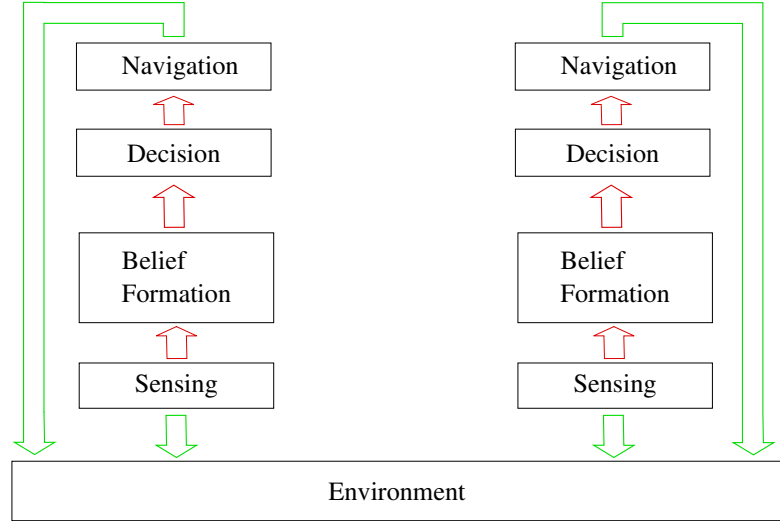 Navigation
Navigation
Decision
Decision
Belief
Formation
Belief
Formation
Sensing
Sensing
Environment